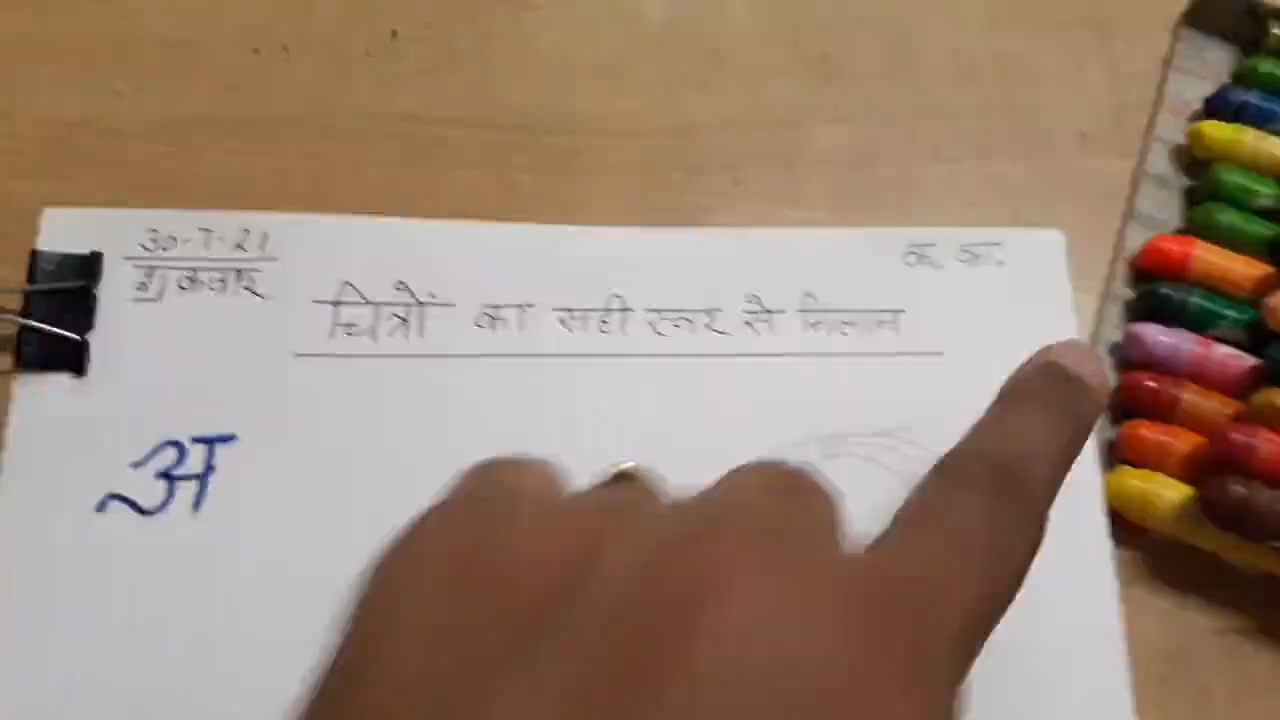 30-7-21
शुक्रवार
क. का.
चित्रों का सही स्वर से मिलान
अ